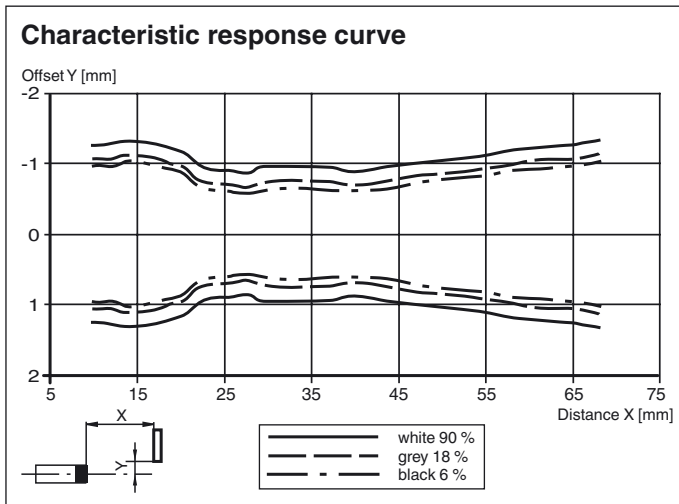 Characteristic response curve
Offset Y [mm]
-2
-1
0
1
2
5 15 25 35 45 55 65 75
Distance X [mm]
X
Y
white 90 %
grey 18 %
black 6 %